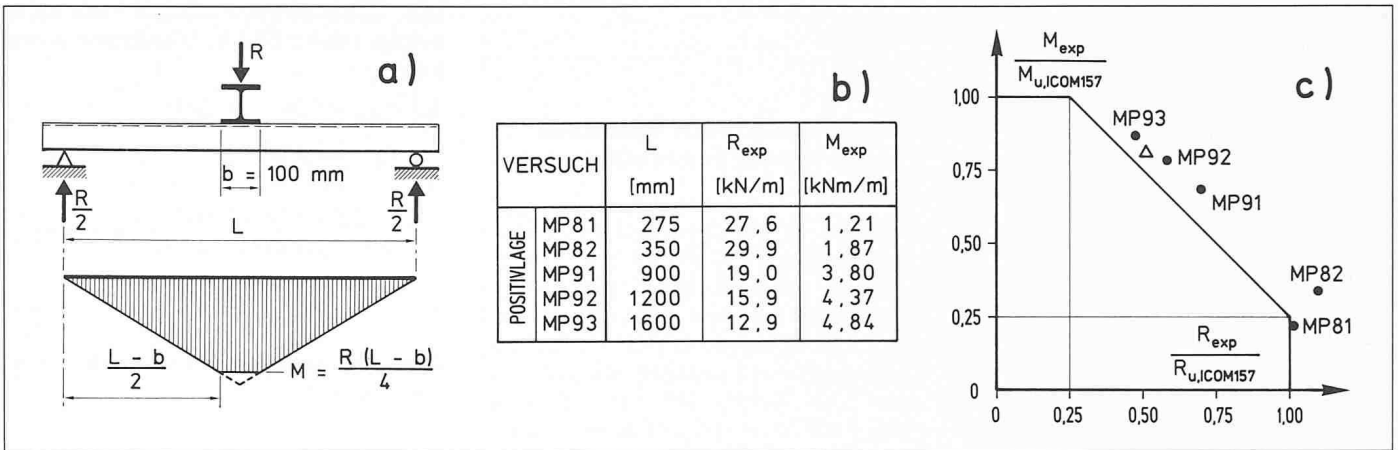 a)
R
b = 100 mm
R/2
R/2
L
L - b / 2
M = R (L - b) / 4
b)
VERSUCH L R_exp M_exp
[mm] [kN/m] [kNm/m]
POSITIVLAGE
MP81 275 27,6 1,21
MP82 350 29,9 1,87
MP91 900 19,0 3,80
MP92 1200 15,9 4,37
MP93 1600 12,9 4,84
c)
M_exp / M_u,ICOM157
1,00
MP93
0,75
MP92
MP91
0,50
MP82
0,25
MP81
R_exp / R_u,ICOM157
0
0 0,25 0,50 0,75 1,00